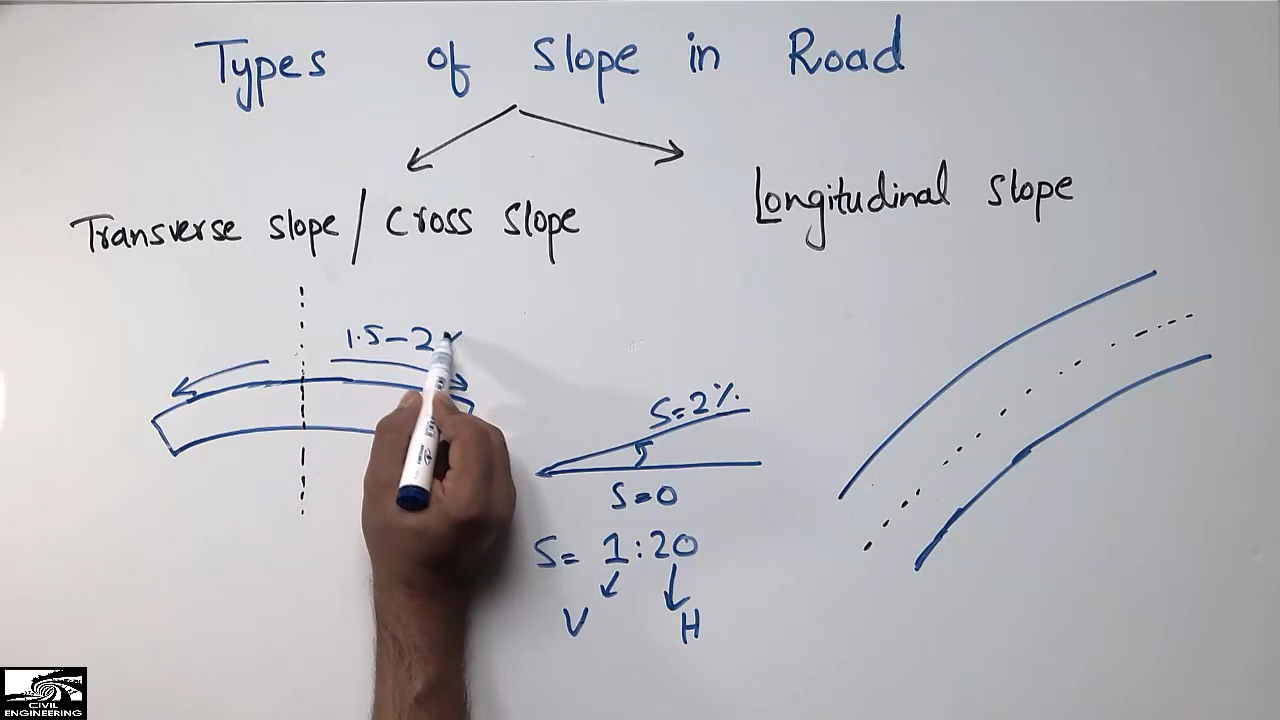 Types of Slope in Road
Transverse slope / Cross Slope
Longitudinal slope
1.5-2%
S=2%
S=0
S= 1:20
V
H
CIVIL
ENGINEERING